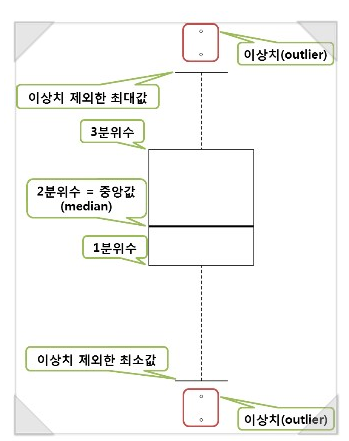 이상치(outlier)
이상치 제외한 최대값
3분위수
2분위수 = 중앙값
(median)
1분위수
이상치 제외한 최소값
이상치(outlier)